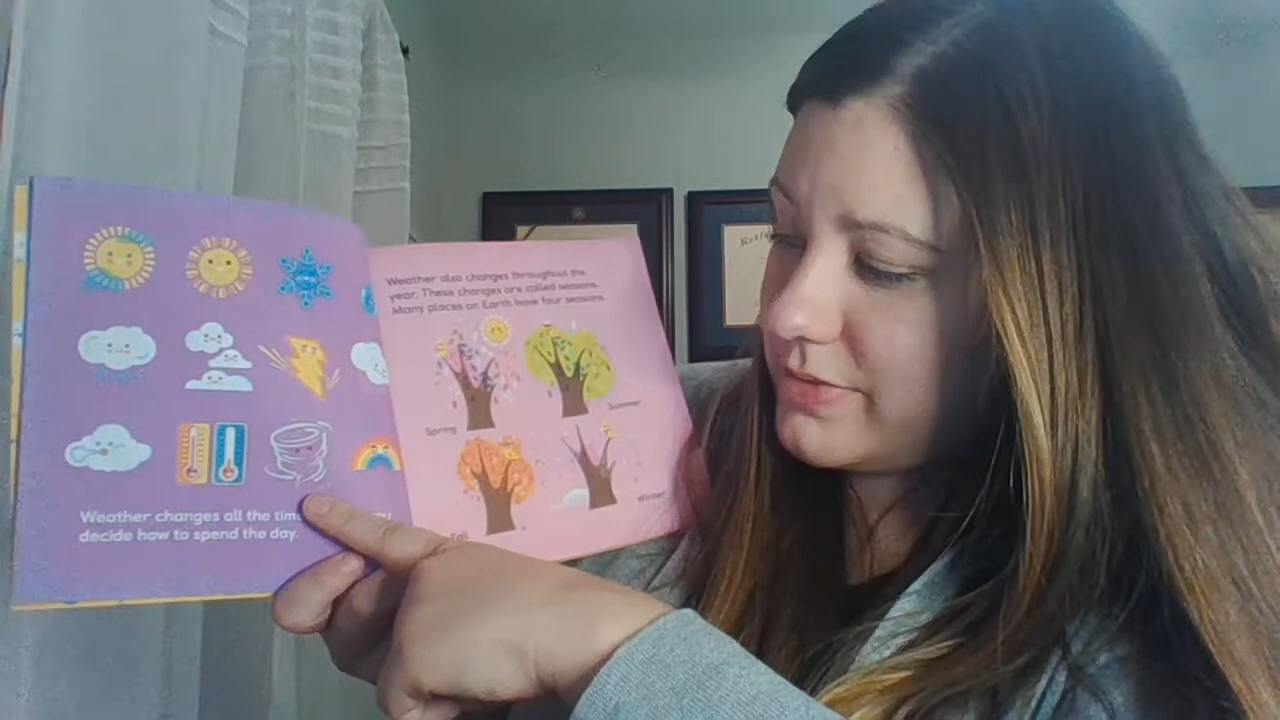 Weather changes all the time
decide how to spend the day.
Weather also changes throughout the
year. These changes are called seasons.
Many places on Earth have four seasons.
Spring
Summer
Fall
Winter